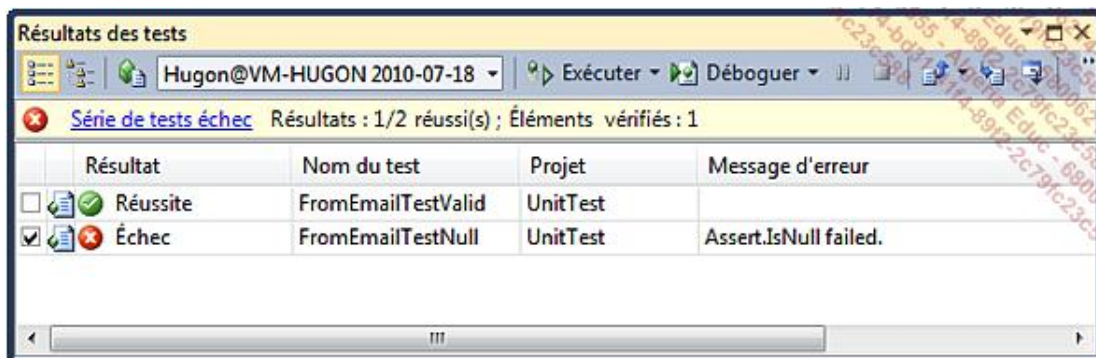 Résultats des tests
Hugon@VM-HUGON 2010-07-18 Exécuter Déboguer
Série de tests échec Résultats : 1/2 réussi(s) ; Éléments vérifiés : 1
Résultat Nom du test Projet Message d'erreur
Réussite FromEmailTestValid UnitTest
Échec FromEmailTestNull UnitTest Assert.IsNull failed.